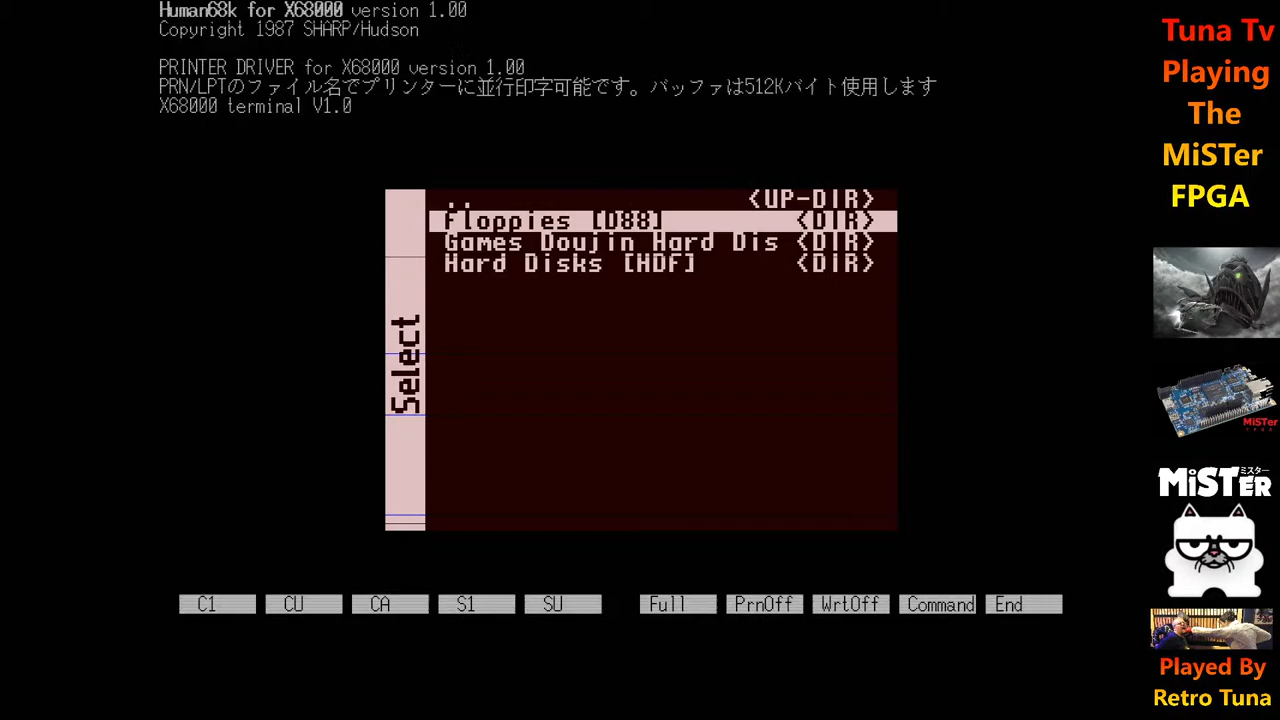 Human68k for X68000 version 1.00
Copyright 1987 SHARP/Hudson
PRINTER DRIVER for X68000 version 1.00
PRN/LPTのファイル名でプリンターに並行印字可能です。バッファは512Kバイト使用します
X68000 terminal V1.0
Select
.. <UP-DIR>
Floppies [D88] <DIR>
Games Doujin Hard Dis <DIR>
Hard Disks [HDF] <DIR>
C1 CU CA S1 SU Full PrnOff WrtOff Command End
Tuna Tv
Playing
The
MiSTer
FPGA
MiSTer
FPGA
MiSTer
ミスター
Played By
Retro Tuna